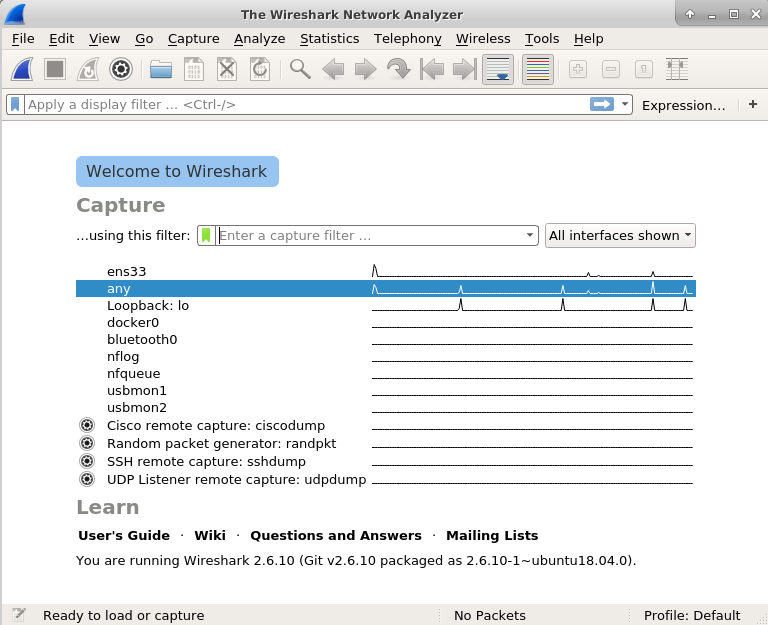 The Wireshark Network Analyzer
File Edit View Go Capture Analyze Statistics Telephony Wireless Tools Help
Apply a display filter … <Ctrl-/> Expression… +
Welcome to Wireshark
Capture
…using this filter: Enter a capture filter … All interfaces shown
ens33
any
Loopback: lo
docker0
bluetooth0
nflog
nfqueue
usbmon1
usbmon2
Cisco remote capture: ciscodump
Random packet generator: randpkt
SSH remote capture: sshdump
UDP Listener remote capture: udpdump
Learn
User's Guide · Wiki · Questions and Answers · Mailing Lists
You are running Wireshark 2.6.10 (Git v2.6.10 packaged as 2.6.10-1~ubuntu18.04.0).
Ready to load or capture No Packets Profile: Default